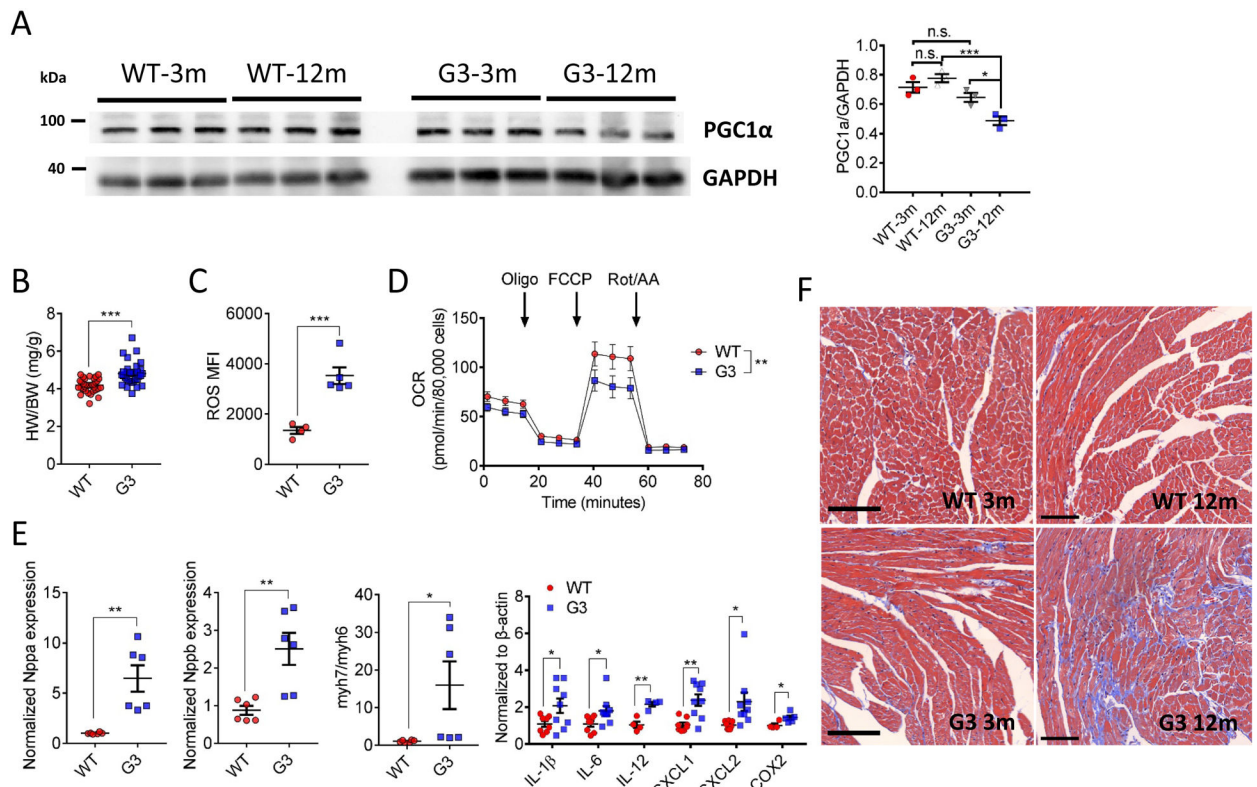 A
kDa
WT-3m WT-12m G3-3m G3-12m
100
PGC1α
40
GAPDH
PGC1a/GAPDH
1.0
0.8
0.6
0.4
0.2
0.0
n.s.
n.s. ***
*
WT-3m WT-12m G3-3m G3-12m
B
HW/BW (mg/g)
8
6
4
2
0
***
WT G3
C
ROS MFI
6000
4000
2000
0
***
WT G3
D
Oligo FCCP Rot/AA
OCR
(pmol/min/80,000 cells)
150
100
50
0
0 20 40 60 80
Time (minutes)
WT
G3
**
E
Normalized Nppa expression
15
10
5
0
**
WT G3
Normalized Nppb expression
4
3
2
1
0
**
WT G3
myh7/myh6
40
30
20
10
0
*
WT G3
WT
G3
Normalized to β-actin
8
6
4
2
0
* * ** ** * *
IL-1β IL-6 IL-12 CXCL2 COX2
F
WT 3m WT 12m
G3 3m G3 12m